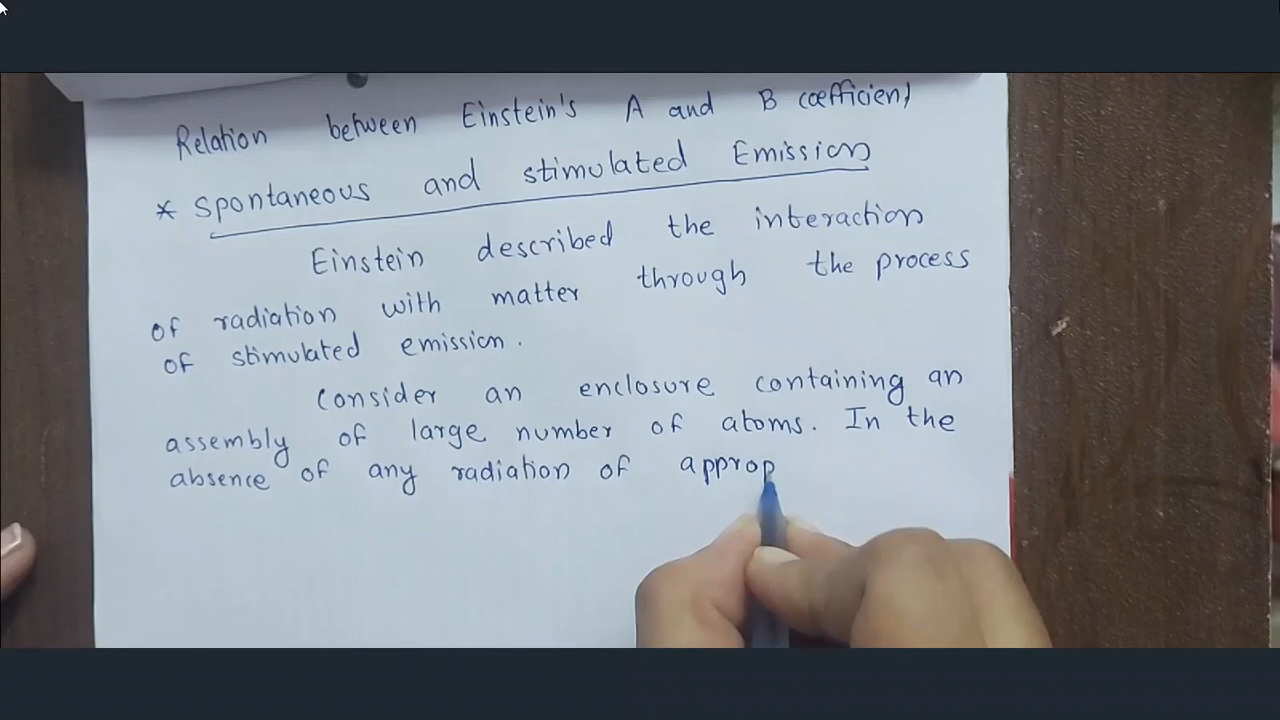 Relation between Einstein's A and B coefficient
* Spontaneous and stimulated Emission
Einstein described the interaction
of radiation with matter through the process
of stimulated emission.
Consider an enclosure containing an
assembly of large number of atoms. In the
absence of any radiation of approp